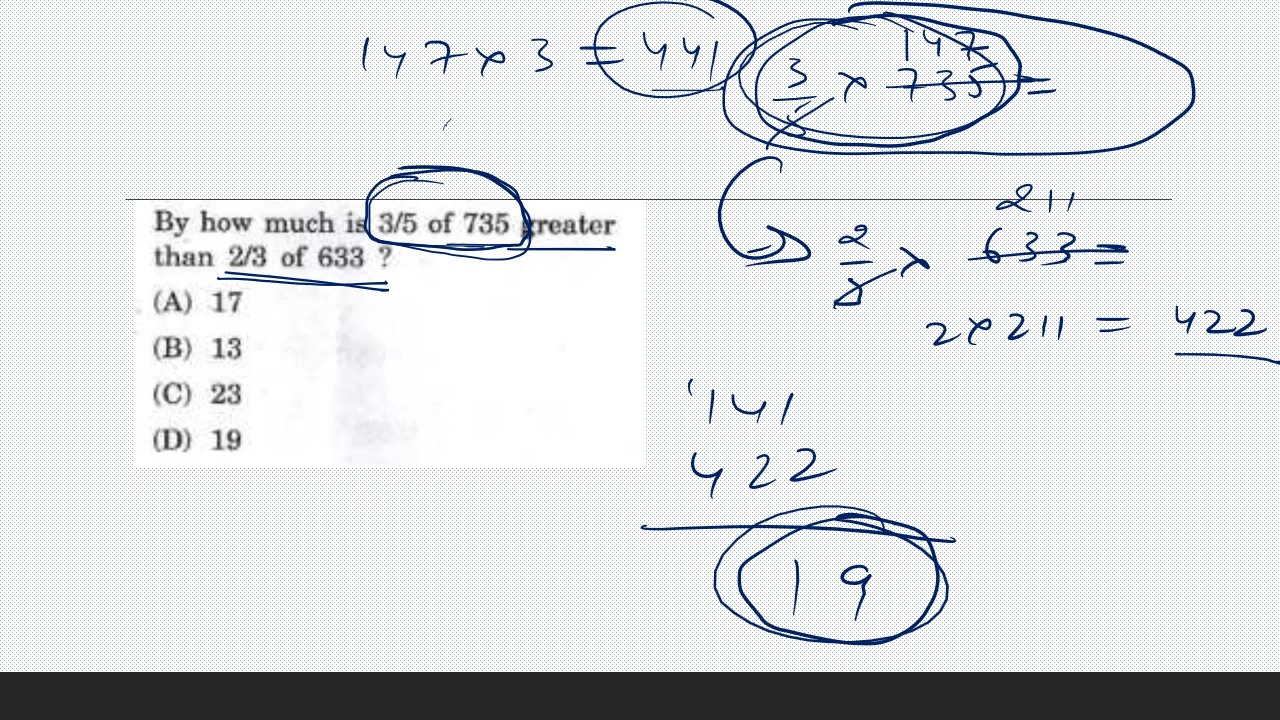 147 × 3 = 441
147
3/5 × 735 =
By how much is 3/5 of 735 greater
than 2/3 of 633 ?
(A) 17
(B) 13
(C) 23
(D) 19
211
2/3 × 633 =
2×211 = 422
141
422
19